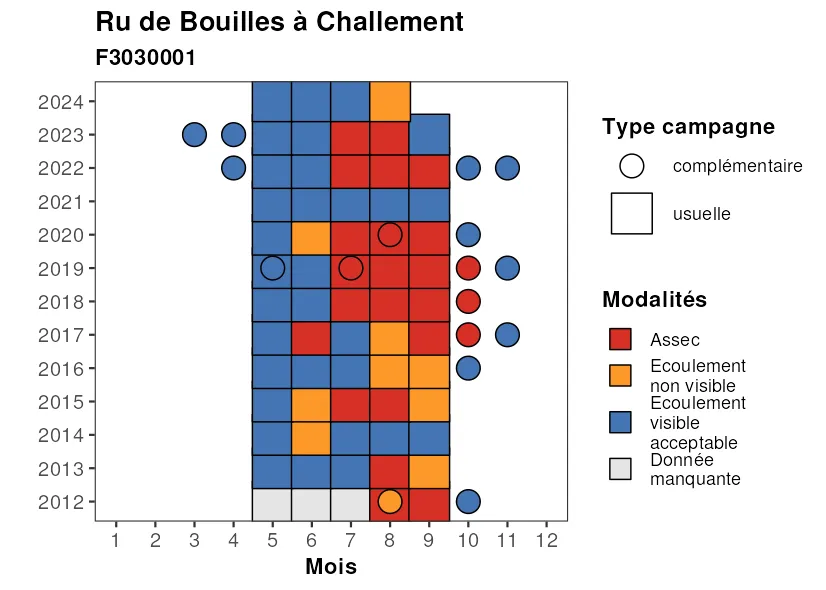 Ru de Bouilles à Challement
F3030001
2024
2023
2022
2021
2020
2019
2018
2017
2016
2015
2014
2013
2012
1 2 3 4 5 6 7 8 9 10 11 12
Mois
Type campagne
complémentaire
usuelle
Modalités
Assec
Ecoulement
non visible
Ecoulement
visible
acceptable
Donnée
manquante